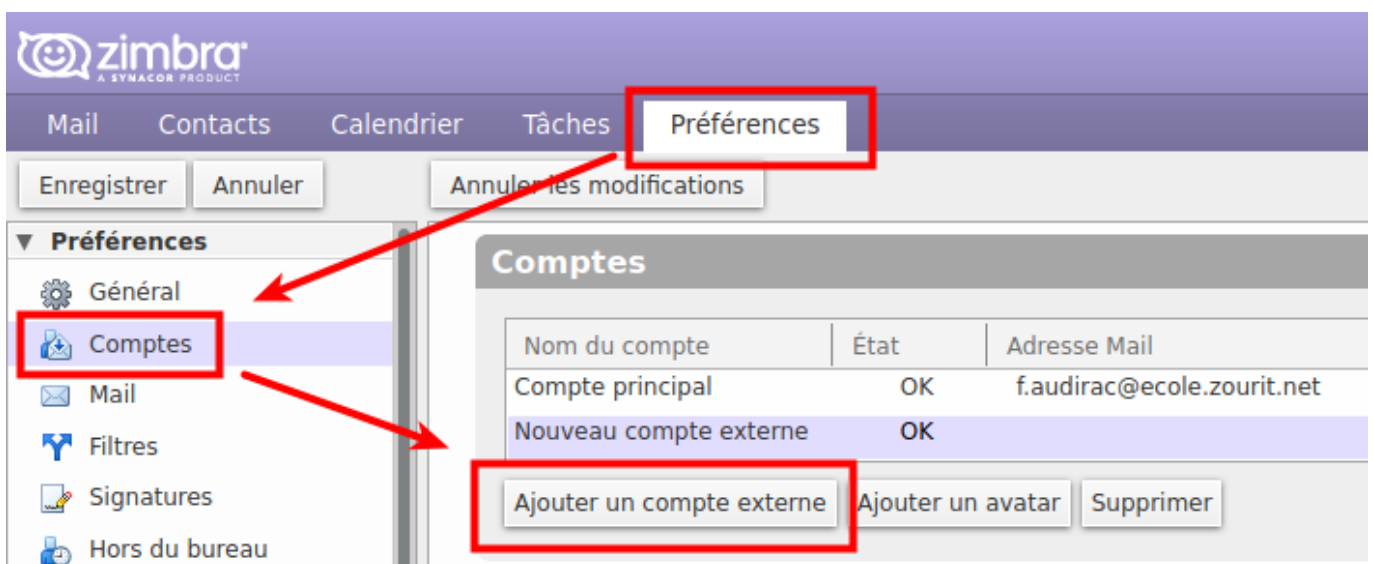 zimbra
A SYNACOR PRODUCT
Mail Contacts Calendrier Tâches Préférences
Enregistrer Annuler Annuler les modifications
Préférences
Général
Comptes
Mail
Filtres
Signatures
Hors du bureau
Comptes
Nom du compte État Adresse Mail
Compte principal OK f.audirac@ecole.zourit.net
Nouveau compte externe OK
Ajouter un compte externe Ajouter un avatar Supprimer